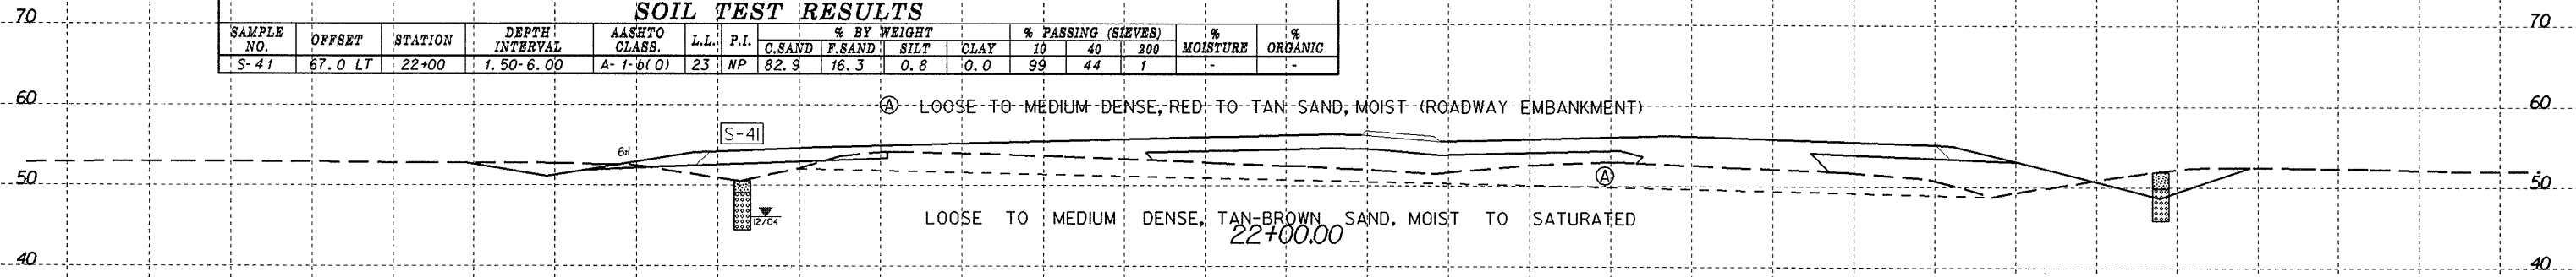 SOIL TEST RESULTS
SAMPLE NO. OFFSET STATION DEPTH INTERVAL AASHTO CLASS. L.L. P.I. % BY WEIGHT % PASSING (SIEVES) % MOISTURE % ORGANIC
C.SAND F.SAND SILT CLAY 10 40 200
S-41 67.0 LT 22+00 1.50-6.00 A-1-b(0) 23 NP 82.9 16.3 0.8 0.0 99 44 1 - -
70 70
60 60
Ⓐ LOOSE TO MEDIUM DENSE, RED TO TAN SAND, MOIST (ROADWAY EMBANKMENT)
S-41
6:1
50 50
Ⓐ
12/04
LOOSE TO MEDIUM DENSE, TAN-BROWN SAND, MOIST TO SATURATED
22+00.00
40 40